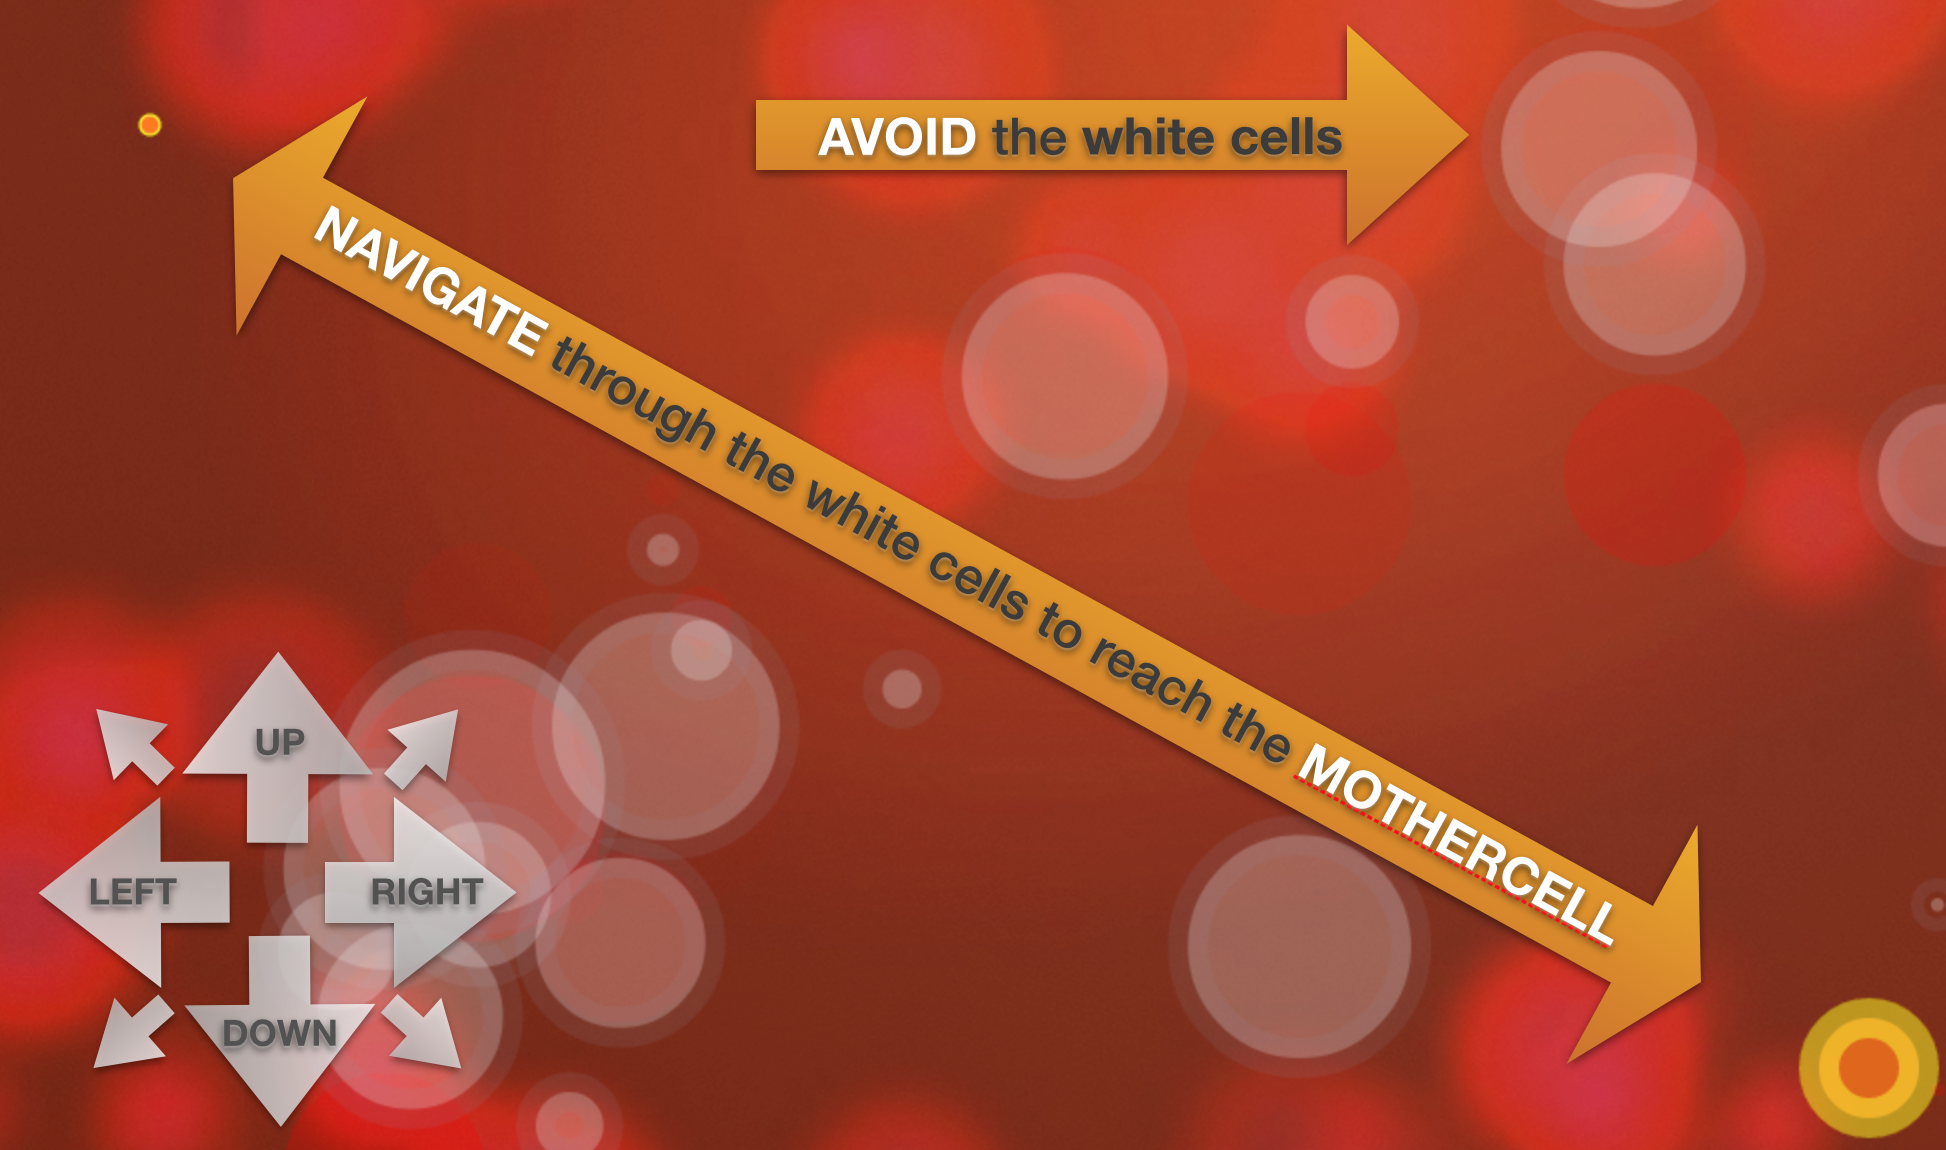 AVOID the white cells
NAVIGATE through the white cells to reach the MOTHERCELL
UP
LEFT
RIGHT
DOWN